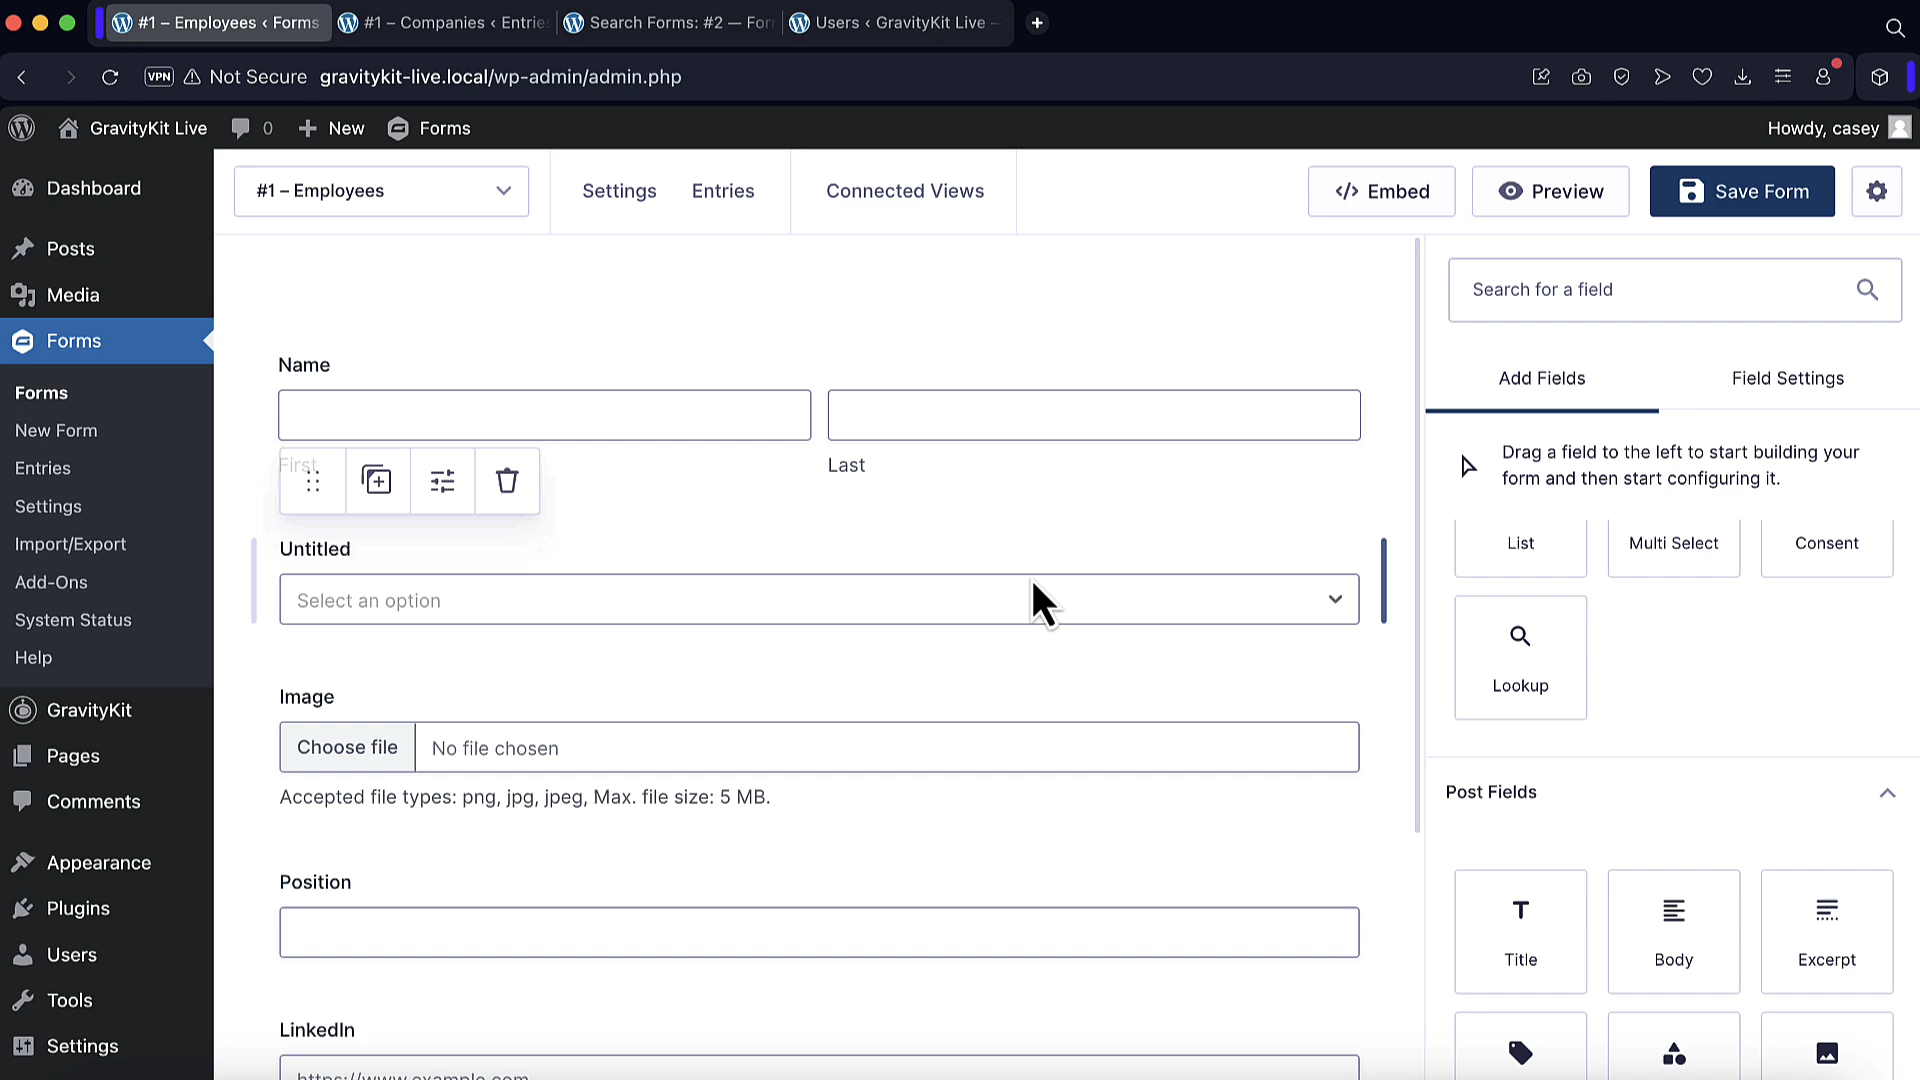 #1 – Employees ‹ Forms
#1 – Companies ‹ Entries
Search Forms: #2 — For
Users ‹ GravityKit Live –
VPN
Not Secure
gravitykit-live.local/wp-admin/admin.php
GravityKit Live
0
New
Forms
Howdy, casey
Dashboard
Posts
Media
Forms
Forms
New Form
Entries
Settings
Import/Export
Add-Ons
System Status
Help
GravityKit
Pages
Comments
Appearance
Plugins
Users
Tools
Settings
#1 – Employees
Settings
Entries
Connected Views
</> Embed
Preview
Save Form
Name
First
Last
Untitled
Select an option
Image
Choose file
No file chosen
Accepted file types: png, jpg, jpeg, Max. file size: 5 MB.
Position
LinkedIn
https://www.example.com
Search for a field
Add Fields
Field Settings
Drag a field to the left to start building your
form and then start configuring it.
List
Multi Select
Consent
Lookup
Post Fields
Title
Body
Excerpt